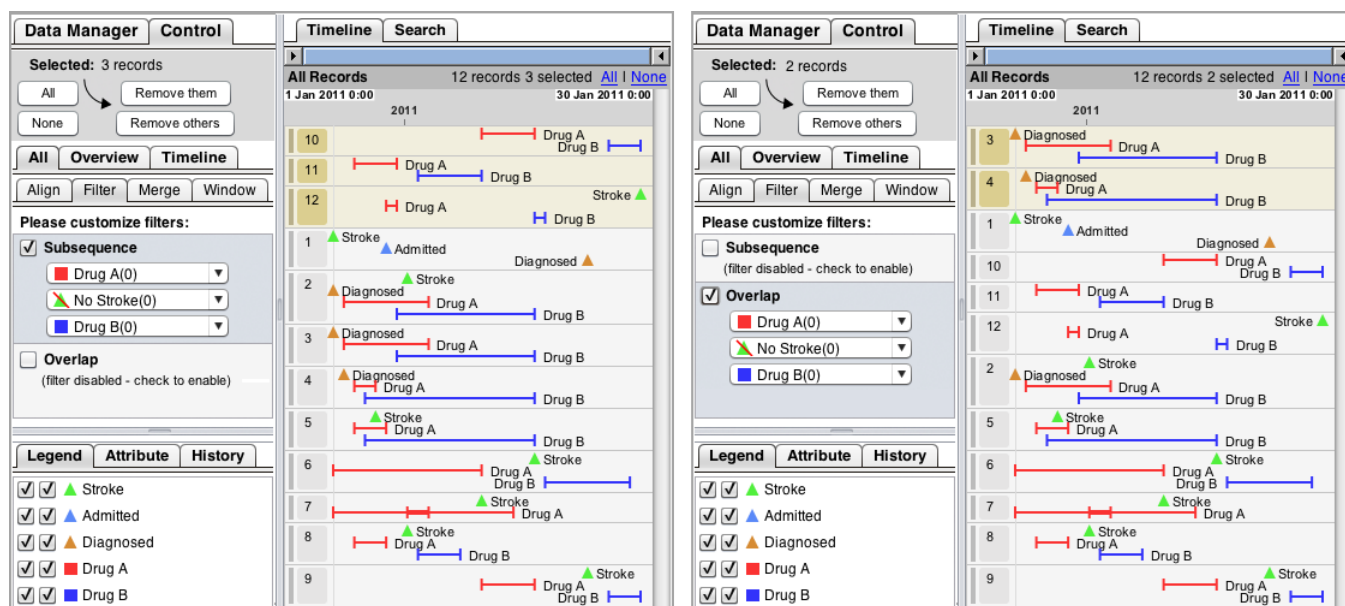 Data Manager Control
Selected: 3 records
All
Remove them
None
Remove others
All Overview Timeline
Align Filter Merge Window
Please customize filters:
Subsequence
Drug A(0)
No Stroke(0)
Drug B(0)
Overlap
(filter disabled - check to enable)
Legend Attribute History
Stroke
Admitted
Diagnosed
Drug A
Drug B
Timeline Search
All Records 12 records 3 selected All | None
1 Jan 2011 0:00 30 Jan 2011 0:00
2011
10 Drug A
Drug B
11 Drug A
Drug B
Stroke
12 Drug A
Drug B
1 Stroke
Admitted
Diagnosed
2 Stroke
Diagnosed
Drug A
Drug B
3 Diagnosed
Drug A
Drug B
4 Diagnosed
Drug A
Drug B
5 Stroke
Drug A
Drug B
6 Stroke
Drug A
Drug B
7 Stroke
Drug A
8 Stroke
Drug A
Drug B
9 Stroke
Drug A
Drug B
Data Manager Control
Selected: 2 records
All
Remove them
None
Remove others
All Overview Timeline
Align Filter Merge Window
Please customize filters:
Subsequence
(filter disabled - check to enable)
Overlap
Drug A(0)
No Stroke(0)
Drug B(0)
Legend Attribute History
Stroke
Admitted
Diagnosed
Drug A
Drug B
Timeline Search
All Records 12 records 2 selected All | None
1 Jan 2011 0:00 30 Jan 2011 0:00
2011
3 Diagnosed
Drug A
Drug B
4 Diagnosed
Drug A
Drug B
1 Stroke
Admitted
Diagnosed
10 Drug A
Drug B
11 Drug A
Drug B
Stroke
12 Drug A
Drug B
2 Stroke
Diagnosed
Drug A
Drug B
5 Stroke
Drug A
Drug B
6 Stroke
Drug A
Drug B
7 Stroke
Drug A
8 Stroke
Drug A
Drug B
9 Stroke
Drug A
Drug B